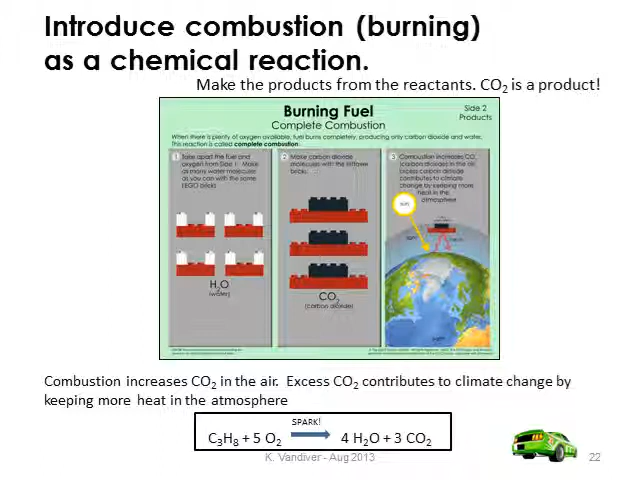 Introduce combustion (burning)
as a chemical reaction.
Make the products from the reactants. CO2 is a product!
Burning Fuel
Side 2
Products
Complete Combustion
When there is plenty of oxygen available, fuel burns completely, producing only carbon dioxide and water.
This reaction is called complete combustion.
1 Take apart the fuel and
oxygen from Side 1. Make
as many water molecules
as you can with the same
LEGO bricks
2 Make carbon dioxide
molecules with the leftover
bricks.
3 Combustion increases CO2
(carbon dioxide) in the air.
Excess carbon dioxide
contributes to climate
change by keeping more
heat in the
atmosphere
H2O
(water)
CO2
(carbon dioxide)
Combustion increases CO2 in the air. Excess CO2 contributes to climate change by
keeping more heat in the atmosphere
SPARK!
C3H8 + 5 O2 4 H2O + 3 CO2
K. Vandiver - Aug 2013
22